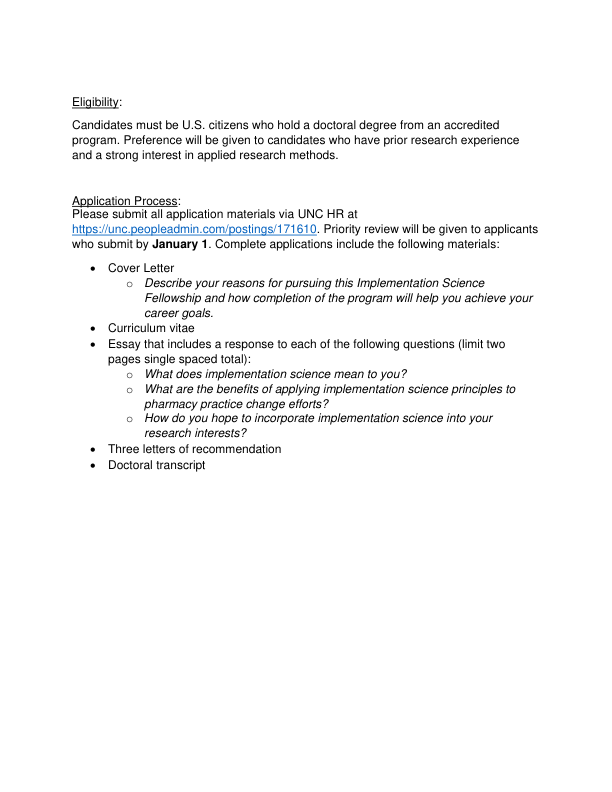 Eligibility:
Candidates must be U.S. citizens who hold a doctoral degree from an accredited
program. Preference will be given to candidates who have prior research experience
and a strong interest in applied research methods.
Application Process:
Please submit all application materials via UNC HR at
https://unc.peopleadmin.com/postings/171610. Priority review will be given to applicants
who submit by January 1. Complete applications include the following materials:
• Cover Letter
o Describe your reasons for pursuing this Implementation Science
Fellowship and how completion of the program will help you achieve your
career goals.
• Curriculum vitae
• Essay that includes a response to each of the following questions (limit two
pages single spaced total):
o What does implementation science mean to you?
o What are the benefits of applying implementation science principles to
pharmacy practice change efforts?
o How do you hope to incorporate implementation science into your
research interests?
• Three letters of recommendation
• Doctoral transcript